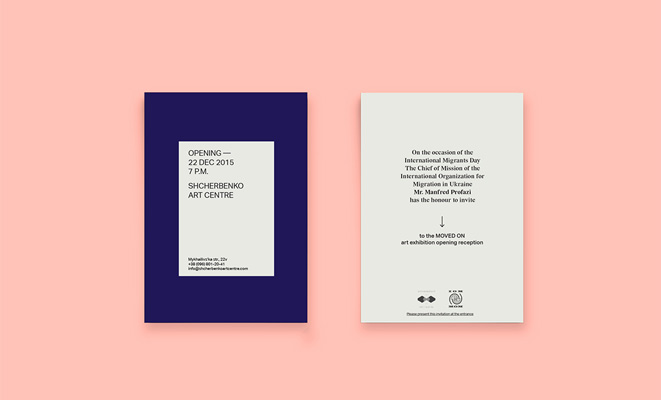 OPENING —
22 DEC 2015
7 P.M.
SHCHERBENKO
ART CENTRE
+38 (099) 801-20-41
info@shcherbenkoartcentre.com
On the occasion of the
International Migrants Day
The Chief of Mission of the
International Organization for
Migration in Ukraine
Mr. Manfred Profazi
has the honour to invite
to the MOVED ON
art exhibition opening reception
Please present this invitation at the entrance